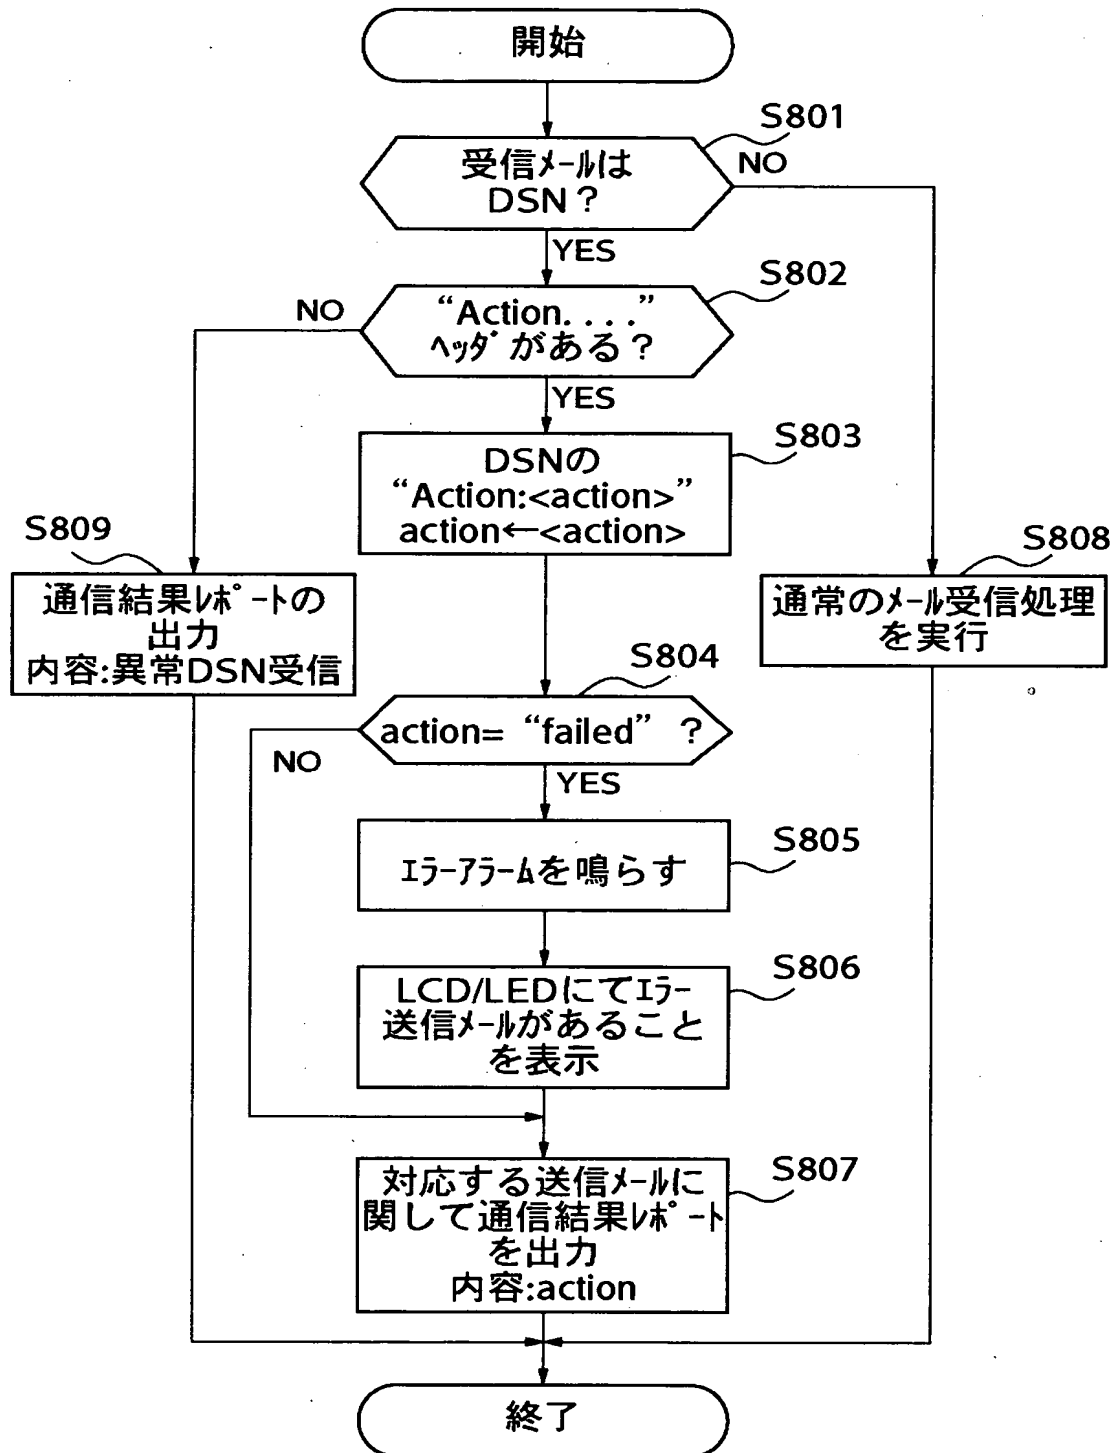 開始
S801
受信ﾒｰﾙは
DSN？
NO
YES
S802
“Action. . . .”
ﾍｯﾀﾞがある？
NO
YES
S803
DSNの
“Action:<action>”
action←<action>
S809
通信結果ﾚﾎﾟｰﾄの
出力
内容:異常DSN受信
S808
通常のﾒｰﾙ受信処理
を実行
S804
action= “failed” ？
NO
YES
S805
ｴﾗｰｱﾗｰﾑを鳴らす
S806
LCD/LEDにてｴﾗｰ
送信ﾒｰﾙがあること
を表示
S807
対応する送信ﾒｰﾙに
関して通信結果ﾚﾎﾟｰﾄ
を出力
内容:action
終了